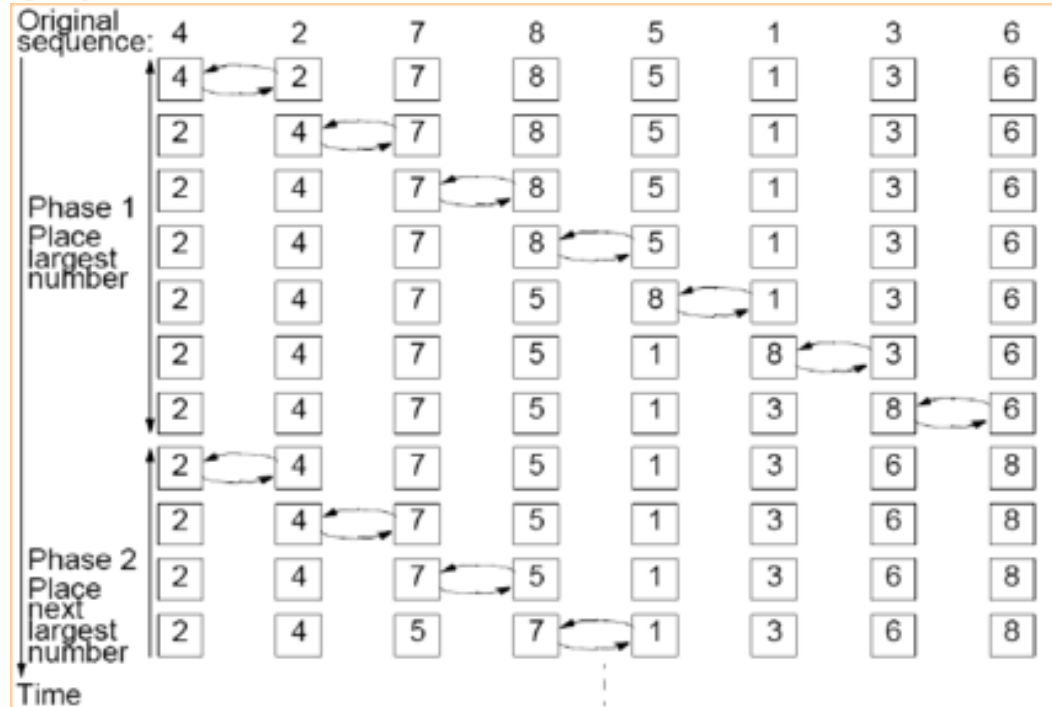 Original
sequence: 4 2 7 8 5 1 3 6
4 2 7 8 5 1 3 6
2 4 7 8 5 1 3 6
2 4 7 8 5 1 3 6
Phase 1
Place
largest
number
2 4 7 8 5 1 3 6
2 4 7 5 8 1 3 6
2 4 7 5 1 8 3 6
2 4 7 5 1 3 8 6
2 4 7 5 1 3 6 8
2 4 7 5 1 3 6 8
Phase 2
Place
next
largest
number
2 4 7 5 1 3 6 8
2 4 5 7 1 3 6 8
Time